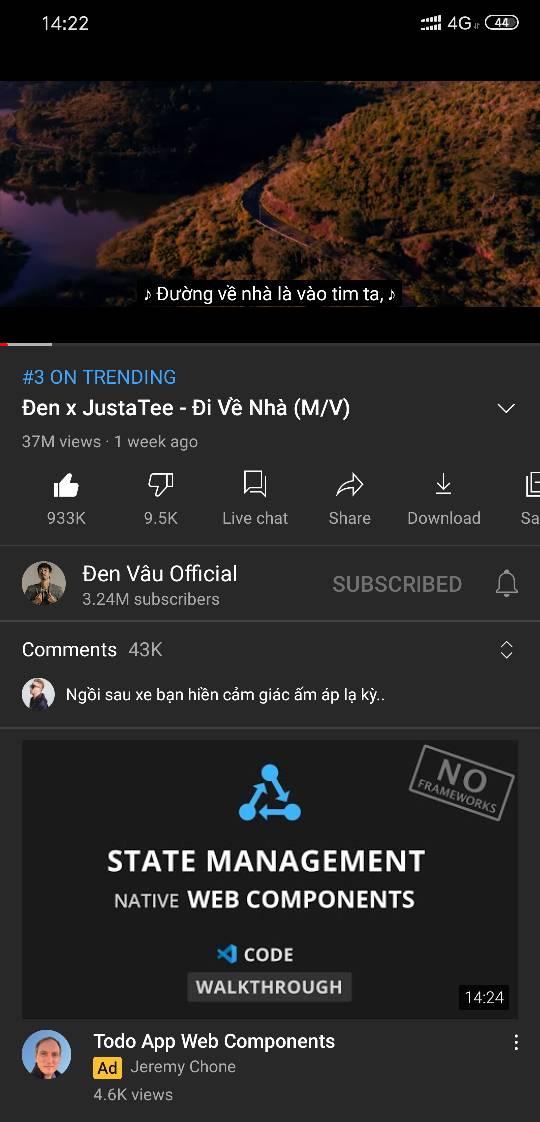 14:22
4G
44
♪ Đường về nhà là vào tim ta, ♪
#3 ON TRENDING
Đen x JustaTee - Đi Về Nhà (M/V)
37M views · 1 week ago
933K
9.5K
Live chat
Share
Download
Sa
Đen Vâu Official
SUBSCRIBED
3.24M subscribers
Comments 43K
Ngồi sau xe bạn hiền cảm giác ấm áp lạ kỳ..
NO
FRAMEWORKS
STATE MANAGEMENT
NATIVE WEB COMPONENTS
CODE
WALKTHROUGH
14:24
Todo App Web Components
Ad Jeremy Chone
4.6K views